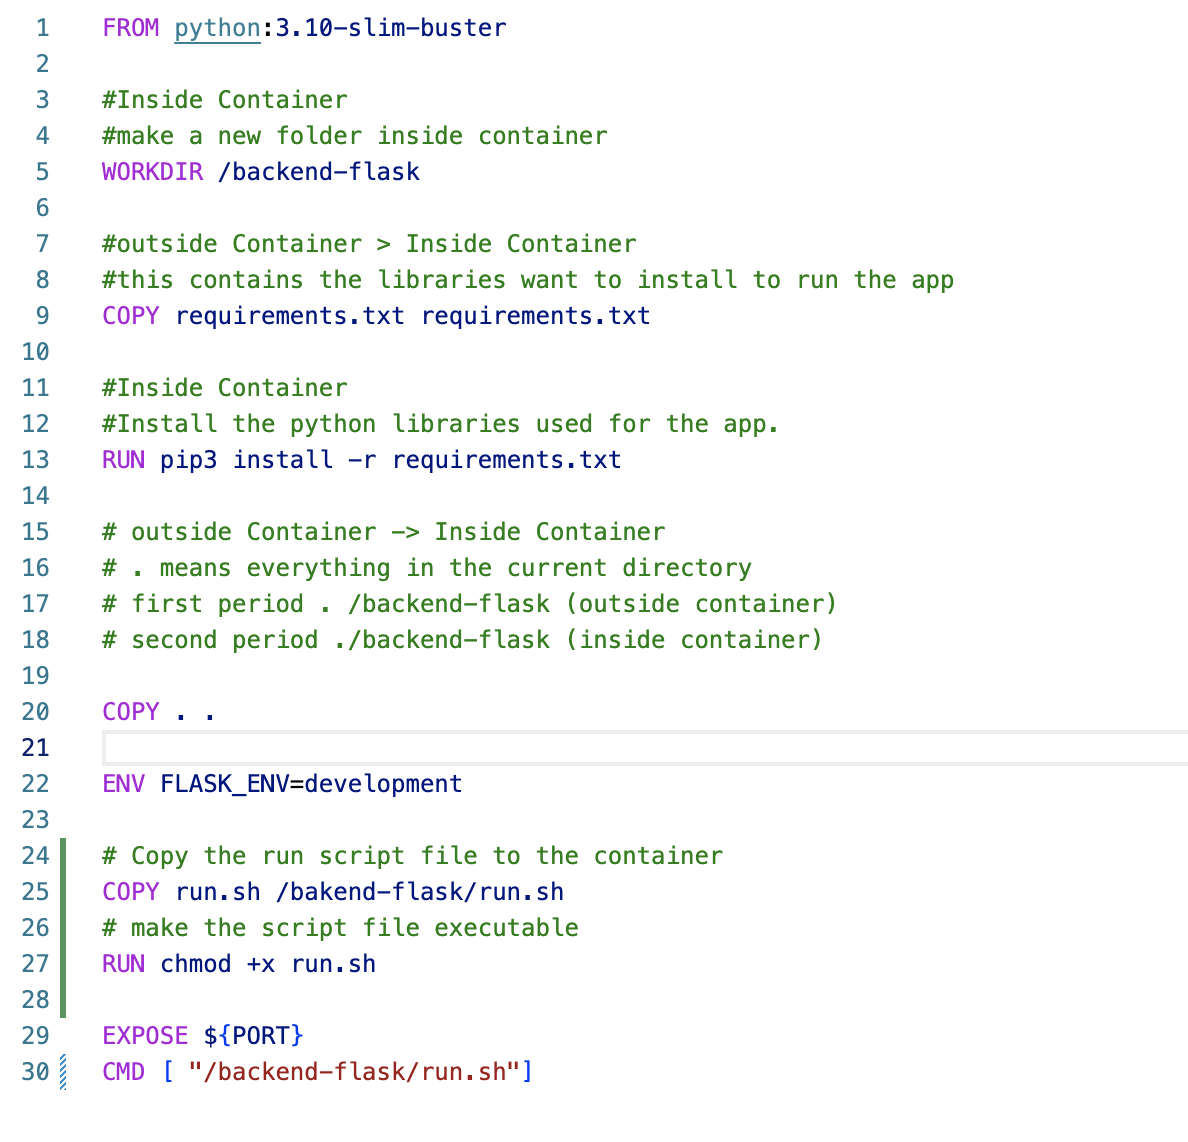 1 FROM python:3.10-slim-buster
2
3 #Inside Container
4 #make a new folder inside container
5 WORKDIR /backend-flask
6
7 #outside Container > Inside Container
8 #this contains the libraries want to install to run the app
9 COPY requirements.txt requirements.txt
10
11 #Inside Container
12 #Install the python libraries used for the app.
13 RUN pip3 install -r requirements.txt
14
15 # outside Container -> Inside Container
16 # . means everything in the current directory
17 # first period . /backend-flask (outside container)
18 # second period ./backend-flask (inside container)
19
20 COPY . .
21
22 ENV FLASK_ENV=development
23
24 # Copy the run script file to the container
25 COPY run.sh /bakend-flask/run.sh
26 # make the script file executable
27 RUN chmod +x run.sh
28
29 EXPOSE ${PORT}
30 CMD [ "/backend-flask/run.sh"]